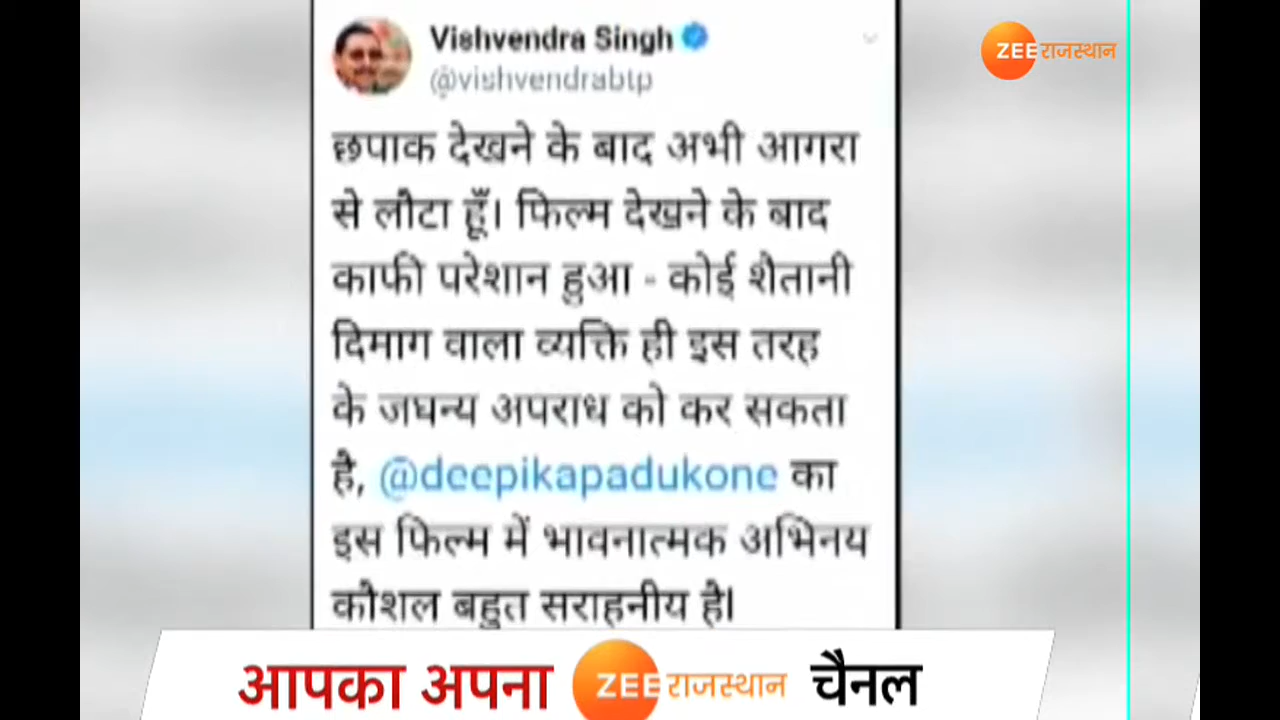 Vishvendra Singh
ZEE राजस्थान
@vishvendrabtp
छपाक देखने के बाद अभी आगरा
से लौटा हूँ। फिल्म देखने के बाद
काफी परेशान हुआ - कोई शैतानी
दिमाग वाला व्यक्ति ही इस तरह
के जघन्य अपराध को कर सकता
है, @deepikapadukone का
इस फिल्म में भावनात्मक अभिनय
कौशल बहुत सराहनीय है।
आपका अपना ZEE राजस्थान चैनल